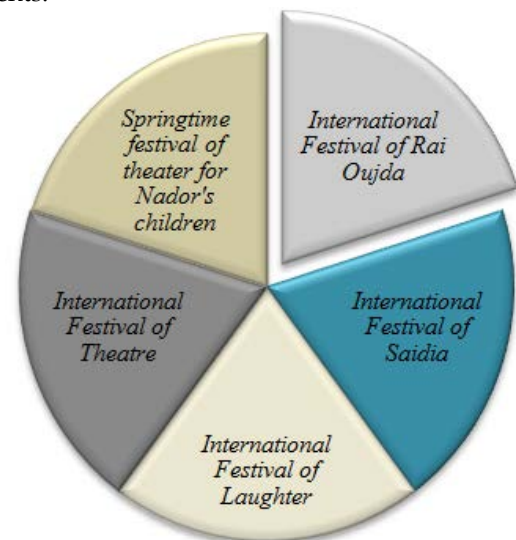 Springtime
festival of
theater for
Nador's
children
International
Festival of Rai
Oujda
International
Festival of
Theatre
International
Festival of
Saidia
International
Festival of
Laughter